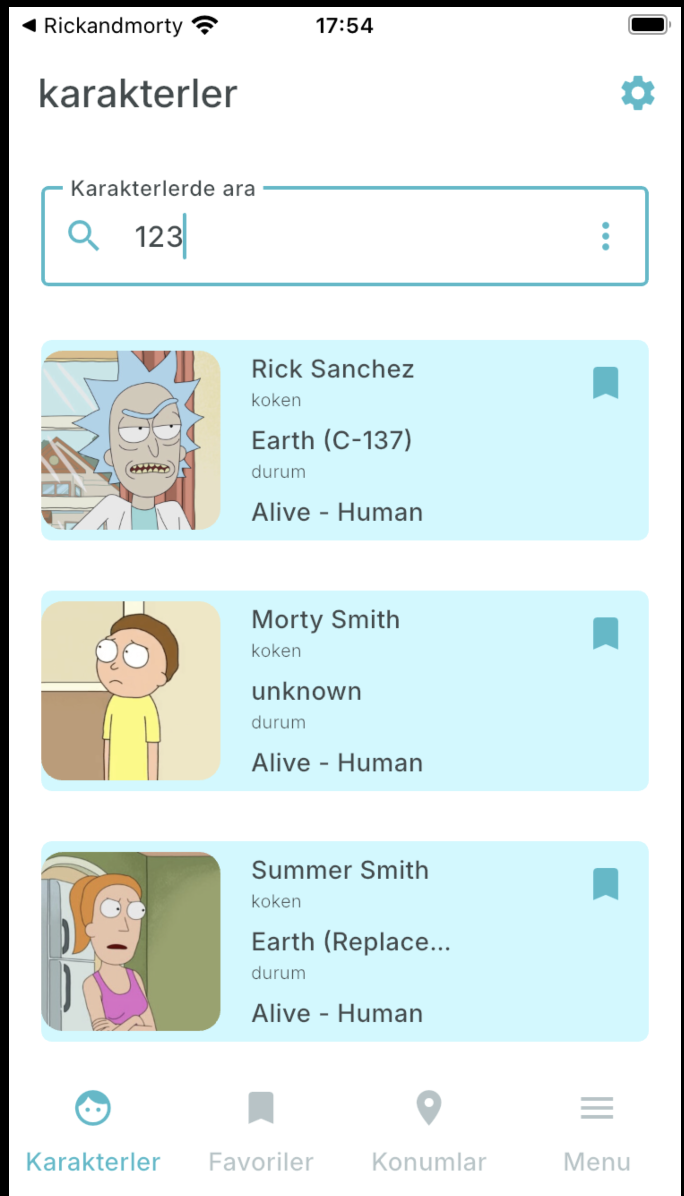 ◀ Rickandmorty 17:54
karakterler
Karakterlerde ara
123
Rick Sanchez
koken
Earth (C-137)
durum
Alive - Human
Morty Smith
koken
unknown
durum
Alive - Human
Summer Smith
koken
Earth (Replace...
durum
Alive - Human
Karakterler Favoriler Konumlar Menu